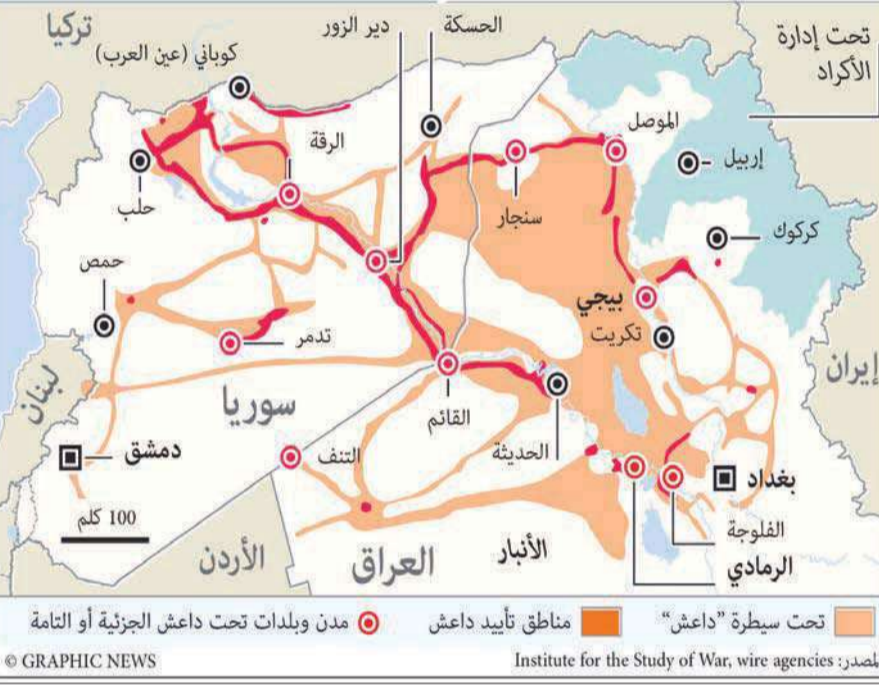 تركيا
كوباني (عين العرب)
دير الزور
الحسكة
تحت إدارة
الأكراد
الموصل
الرقة
إربيل
حلب
سنجار
كركوك
حمص
بيجي
تدمر
تكريت
إيران
لبنان
سوريا
القائم
دمشق
التنف
الحديثة
بغداد
100 كلم
الفلوجة
الأردن
العراق
الأنبار
الرمادي
تحت سيطرة "داعش"
مناطق تأييد داعش
مدن وبلدات تحت داعش الجزئية أو التامة
© GRAPHIC NEWS
لمصدر: Institute for the Study of War, wire agencies